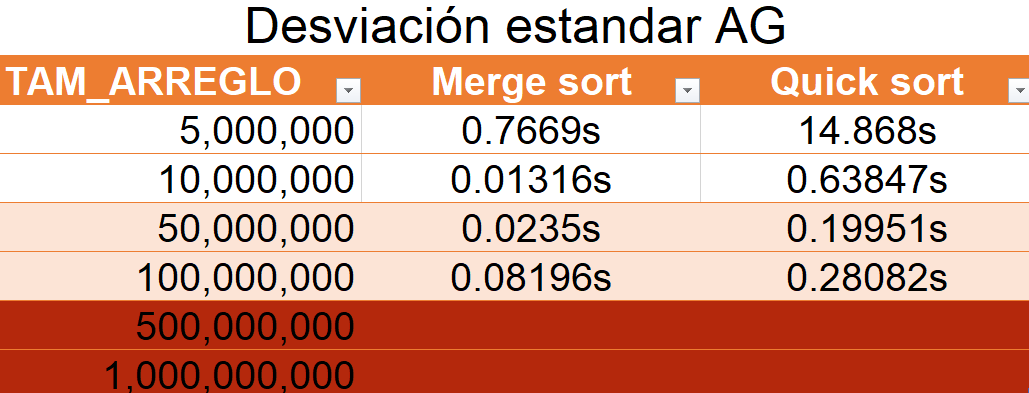 Desviación estandar AG
TAM_ARREGLO Merge sort Quick sort
5,000,000 0.7669s 14.868s
10,000,000 0.01316s 0.63847s
50,000,000 0.0235s 0.19951s
100,000,000 0.08196s 0.28082s
500,000,000
1,000,000,000